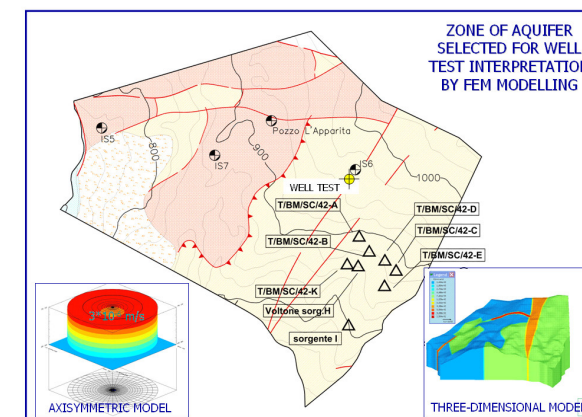 ZONE OF AQUIFER
SELECTED FOR WELL
TEST INTERPRETATION
BY FEM MODELLING
IS5
Pozzo L'Apparita
800
IS7
900
IS6
1000
WELL TEST
T/BM/SC/42-A
T/BM/SC/42-D
T/BM/SC/42-C
T/BM/SC/42-B
T/BM/SC/42-E
T/BM/SC/42-K
Voltone sorg.H
sorgente I
m/s
AXISYMMETRIC MODEL
THREE-DIMENSIONAL MODEL